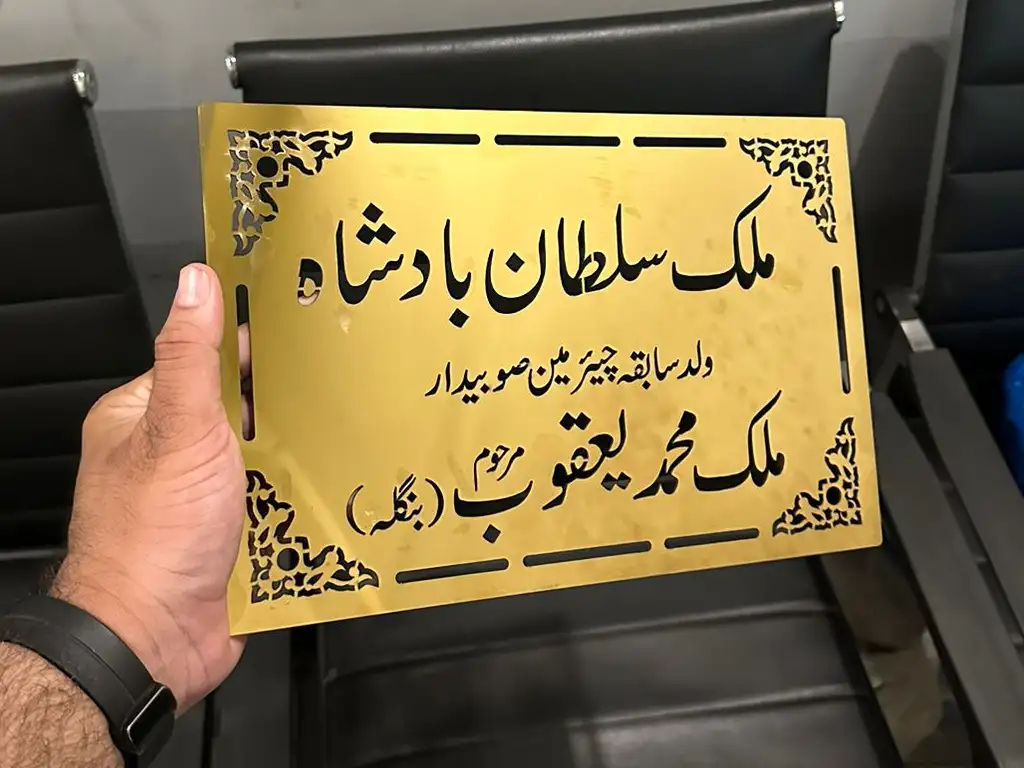 ملک سلطان بادشاہ
ولد سابقہ چیئرمین صوبیدار
ملک محمد یعقوب مرحوم (بنگلہ)